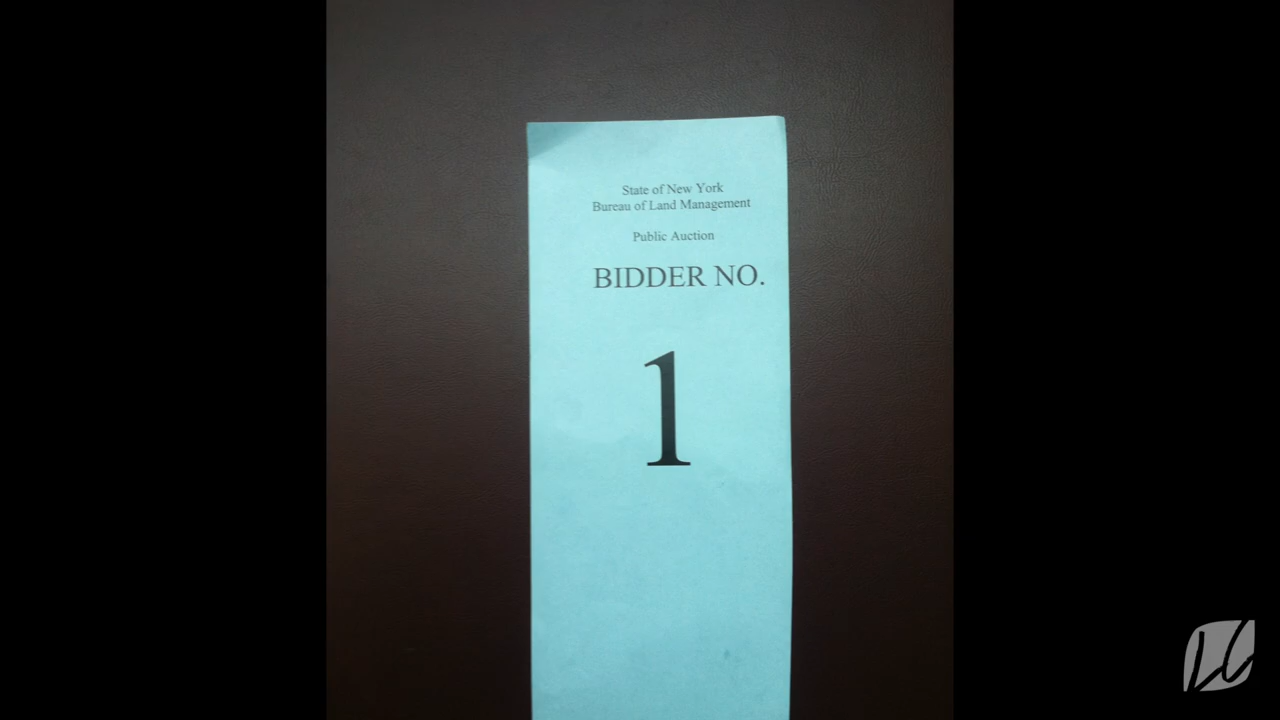 State of New York
Bureau of Land Management
Public Auction
BIDDER NO.
1